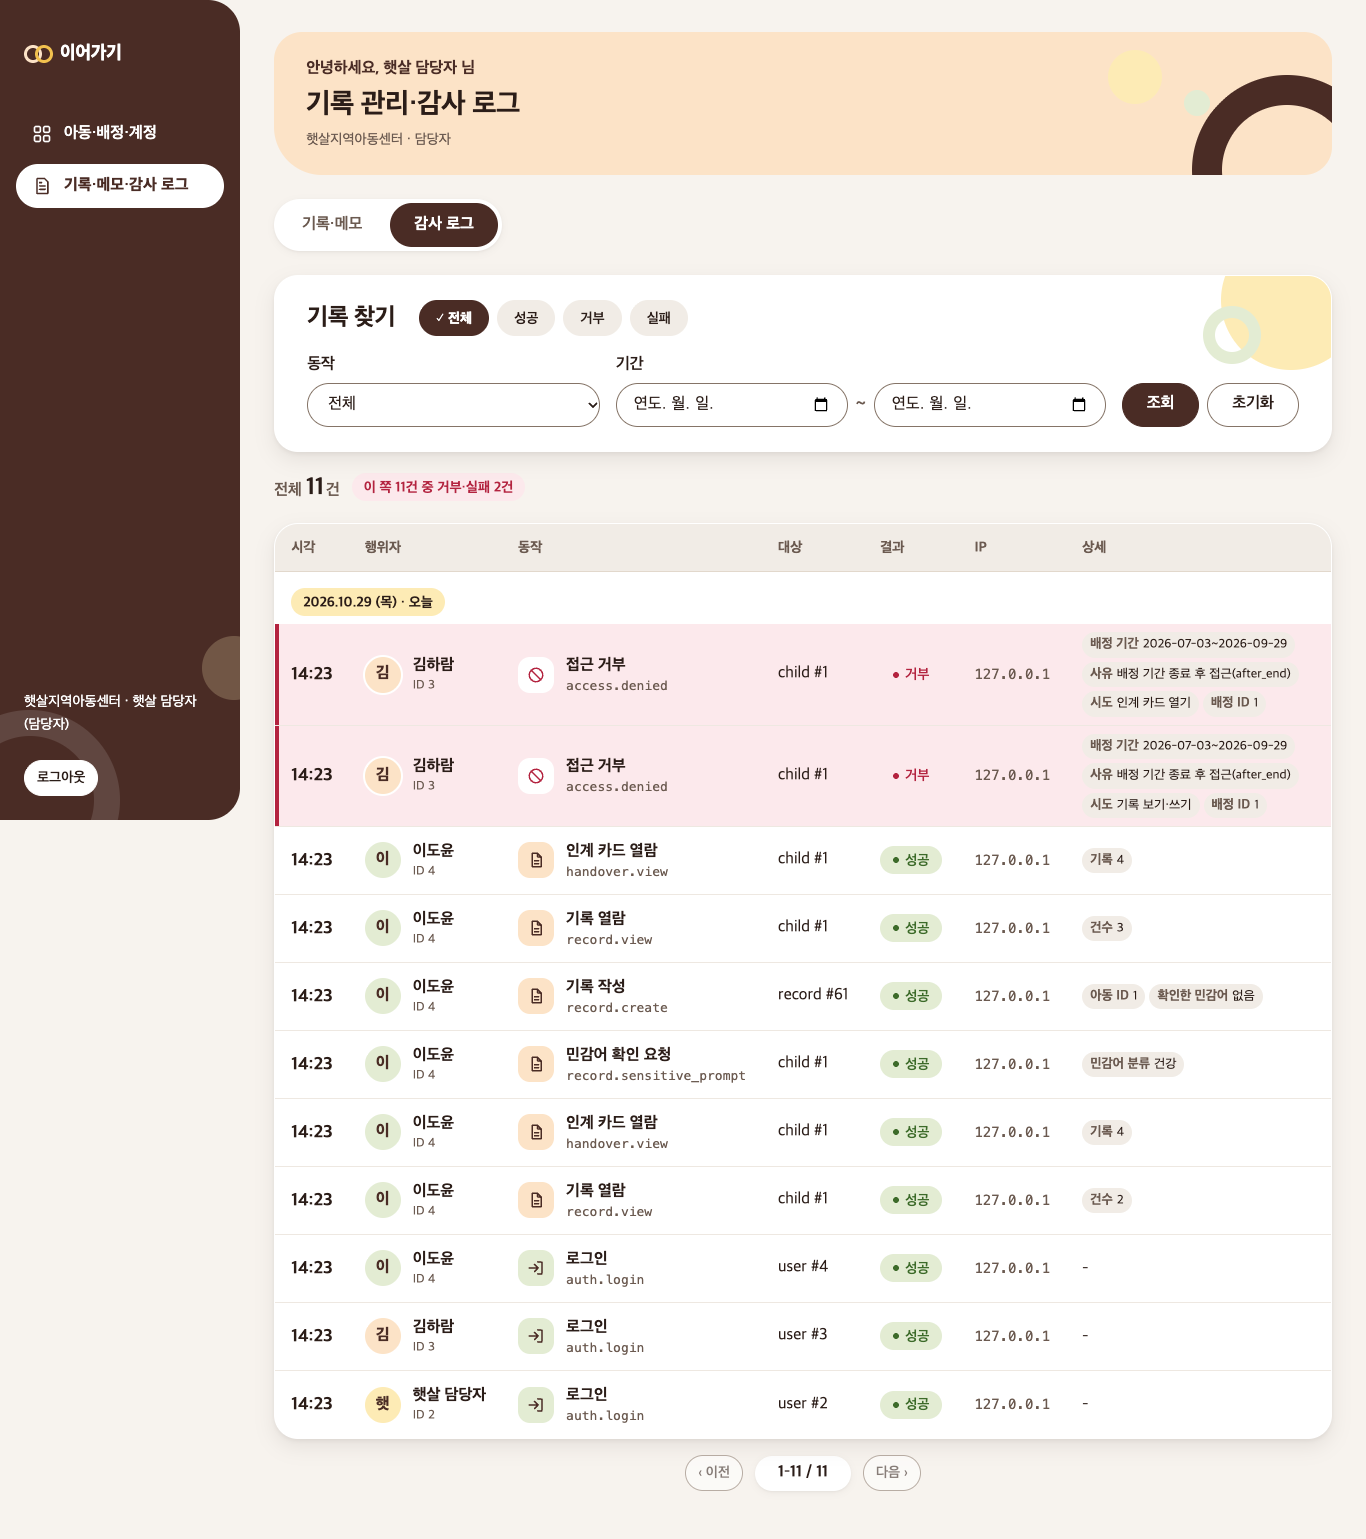 이어가기
아동·배정·계정
기록·메모·감사 로그
햇살지역아동센터 · 햇살 담당자
(담당자)
로그아웃
안녕하세요, 햇살 담당자 님
기록 관리·감사 로그
햇살지역아동센터 · 담당자
기록·메모
감사 로그
기록 찾기
✓ 전체
성공
거부
실패
동작
기간
전체
연도. 월. 일.
~
연도. 월. 일.
조회
초기화
전체 11건
이 쪽 11건 중 거부·실패 2건
시각 행위자 동작 대상 결과 IP 상세
2026.10.29 (목) · 오늘
14:23 김 김하람 ID 3 접근 거부 access.denied child #1 거부 127.0.0.1
배정 기간 2026-07-03~2026-09-29
사유 배정 기간 종료 후 접근(after_end)
시도 인계 카드 열기 배정 ID 1
14:23 김 김하람 ID 3 접근 거부 access.denied child #1 거부 127.0.0.1
배정 기간 2026-07-03~2026-09-29
사유 배정 기간 종료 후 접근(after_end)
시도 기록 보기·쓰기 배정 ID 1
14:23 이 이도윤 ID 4 인계 카드 열람 handover.view child #1 성공 127.0.0.1 기록 4
14:23 이 이도윤 ID 4 기록 열람 record.view child #1 성공 127.0.0.1 건수 3
14:23 이 이도윤 ID 4 기록 작성 record.create record #61 성공 127.0.0.1 아동 ID 1 확인한 민감어 없음
14:23 이 이도윤 ID 4 민감어 확인 요청 record.sensitive_prompt child #1 성공 127.0.0.1 민감어 분류 건강
14:23 이 이도윤 ID 4 인계 카드 열람 handover.view child #1 성공 127.0.0.1 기록 4
14:23 이 이도윤 ID 4 기록 열람 record.view child #1 성공 127.0.0.1 건수 2
14:23 이 이도윤 ID 4 로그인 auth.login user #4 성공 127.0.0.1 -
14:23 김 김하람 ID 3 로그인 auth.login user #3 성공 127.0.0.1 -
14:23 햇 햇살 담당자 ID 2 로그인 auth.login user #2 성공 127.0.0.1 -
‹ 이전
1-11 / 11
다음 ›